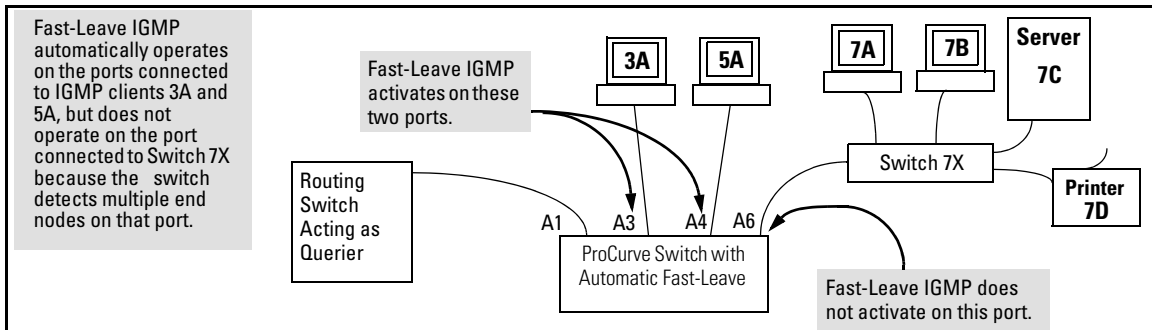 Fast-Leave IGMP
automatically operates
on the ports connected
to IGMP clients 3A and
5A, but does not
operate on the port
connected to Switch 7X
because the switch
detects multiple end
nodes on that port.
Fast-Leave IGMP
activates on these
two ports.
3A
5A
7A
7B
Server
7C
Switch 7X
Printer
7D
Routing
Switch
Acting as
Querier
A1
A3
A4
A6
ProCurve Switch with
Automatic Fast-Leave
Fast-Leave IGMP does
not activate on this port.